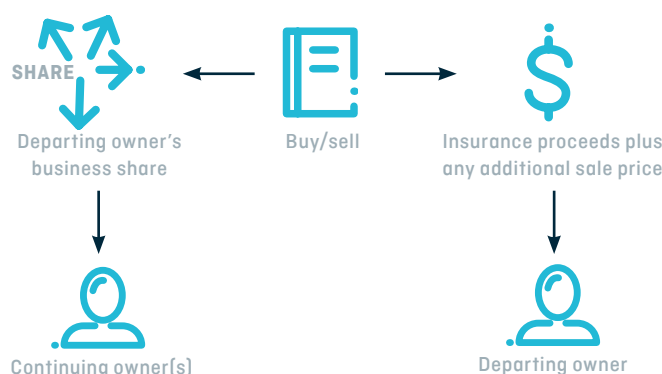 SHARE
Departing owner's
business share
Buy/sell
Insurance proceeds plus
any additional sale price
Continuing owner(s)
Departing owner